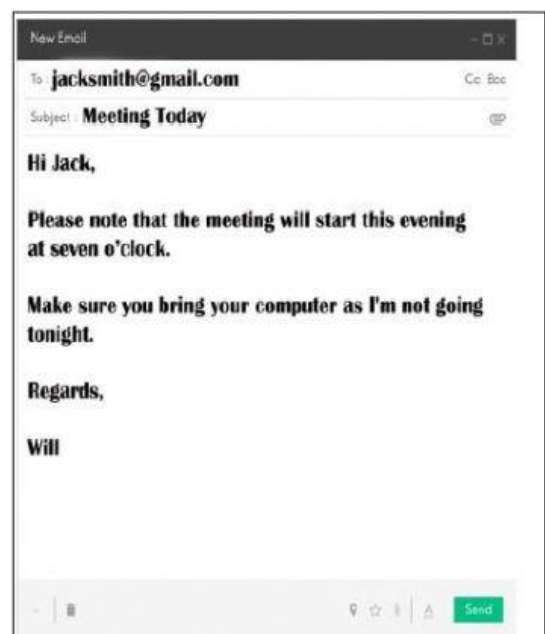 New Email
To : jacksmith@gmail.com Cc Bcc
Subject : Meeting Today
Hi Jack,
Please note that the meeting will start this evening
at seven o'clock.
Make sure you bring your computer as I'm not going
tonight.
Regards,
Will
Send